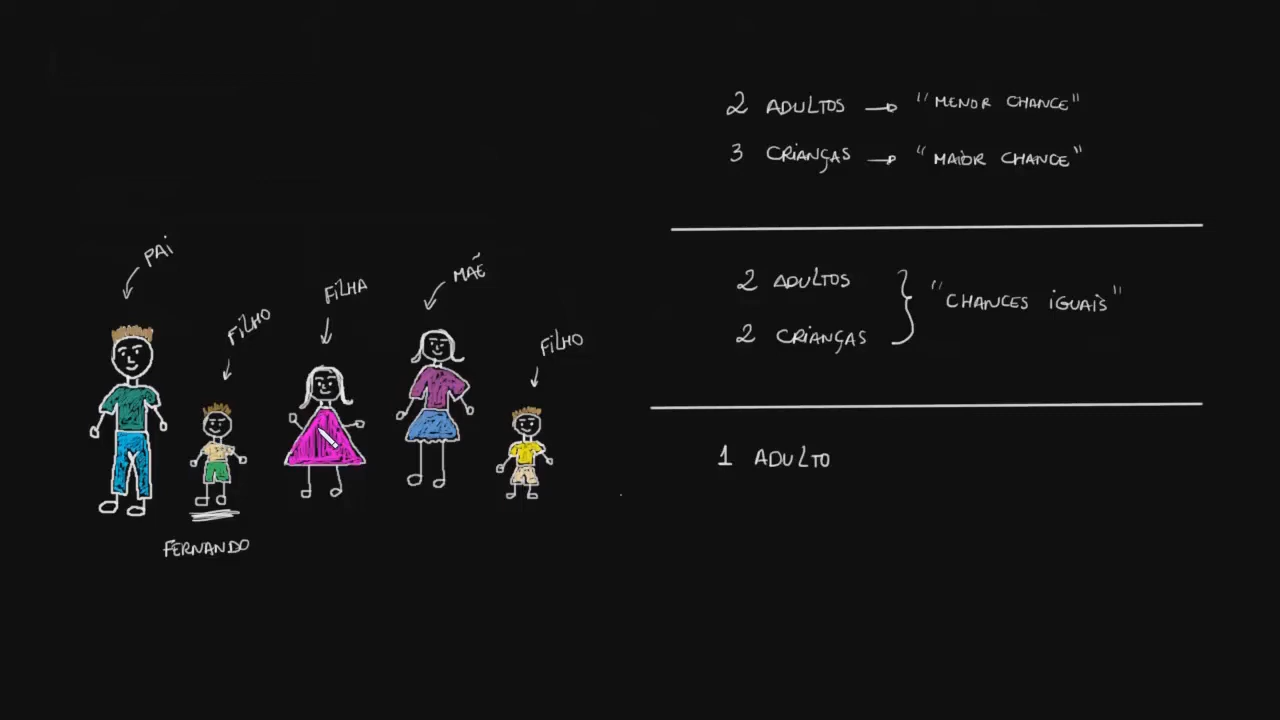 PAI
FILHO
FILHA
MÃE
FILHO
FERNANDO
2 ADULTOS → "MENOR CHANCE"
3 CRIANÇAS → "MAIOR CHANCE"
2 ADULTOS
2 CRIANÇAS
"CHANCES IGUAIS"
1 ADULTO